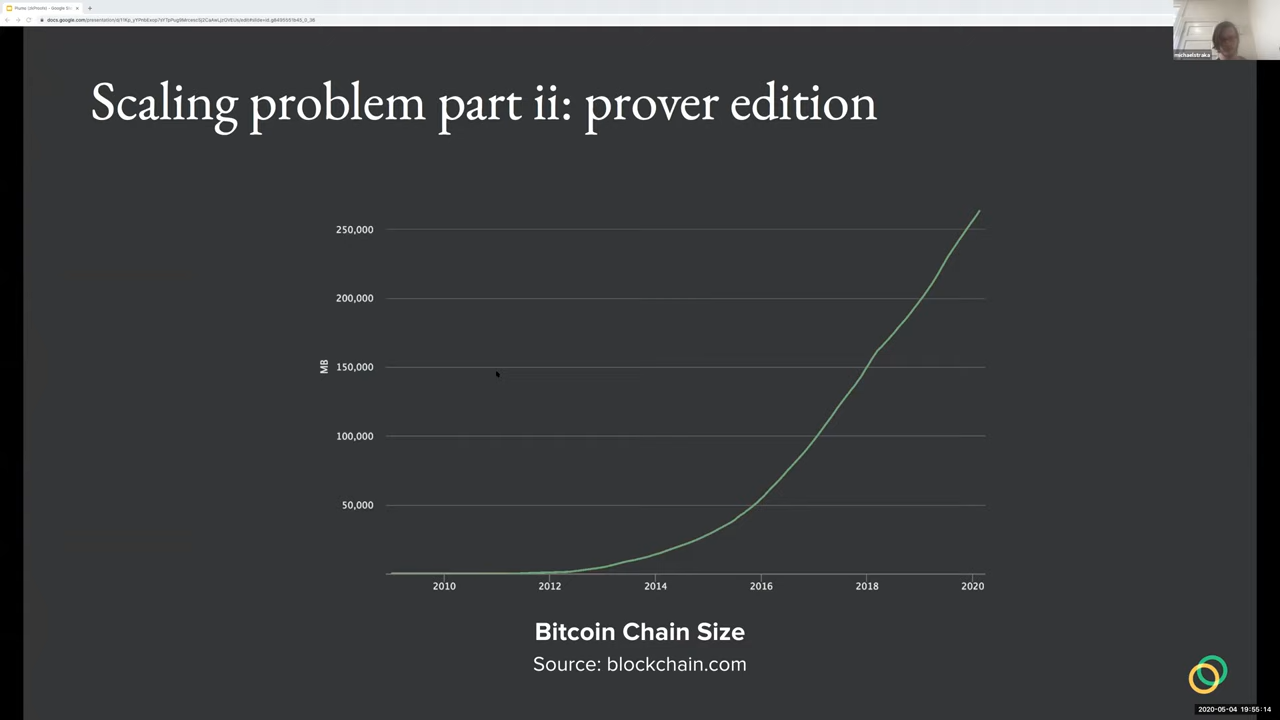 michaelstraka
Scaling problem part ii: prover edition
250,000
200,000
MB
150,000
100,000
50,000
2010 2012 2014 2016 2018 2020
Bitcoin Chain Size
Source: blockchain.com
2020-05-04 19:55:14